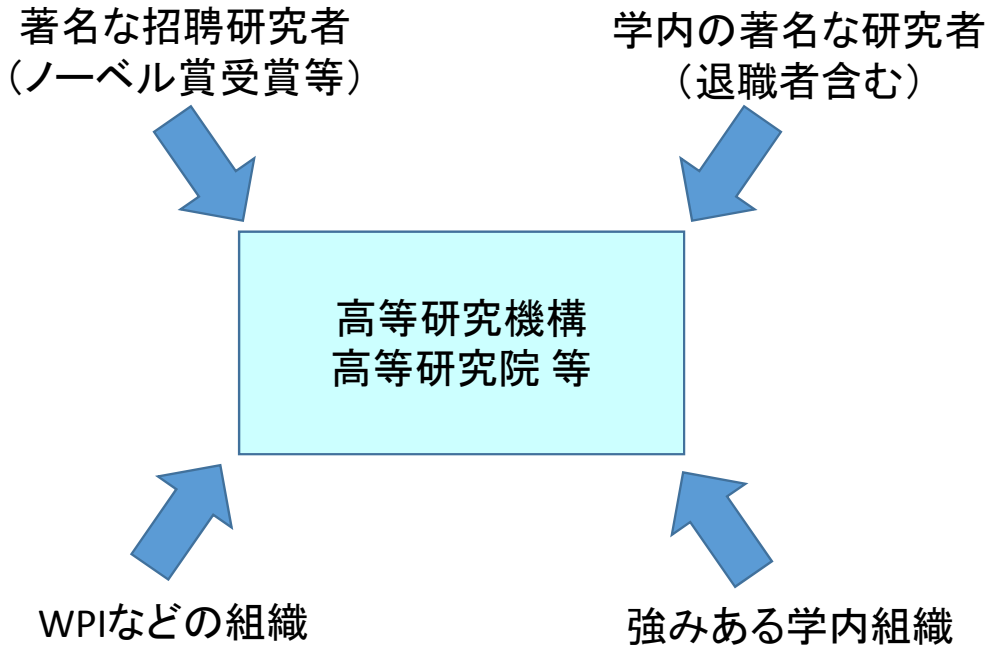 著名な招聘研究者
（ノーベル賞受賞等）
学内の著名な研究者
（退職者含む）
高等研究機構
高等研究院 等
WPIなどの組織
強みある学内組織